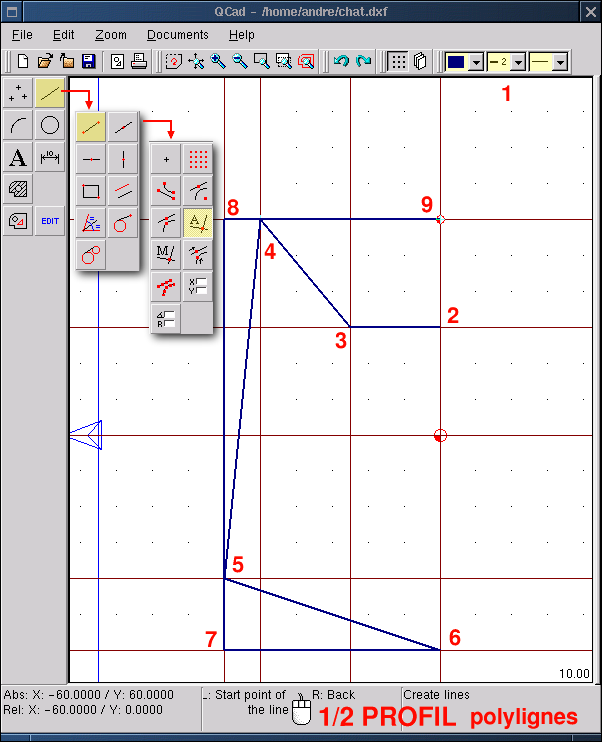 QCad – /home/andre/chat.dxf
File Edit Zoom Documents Help
2
A 10
EDIT
A
M
X
Y
R
1
8 9
4
2
3
5
7 6
10.00
Abs: X: -60.0000 / Y: 60.0000
Rel: X: -60.0000 / Y: 0.0000
L: Start point of the line
R: Back
Create lines
1/2 PROFIL polylignes